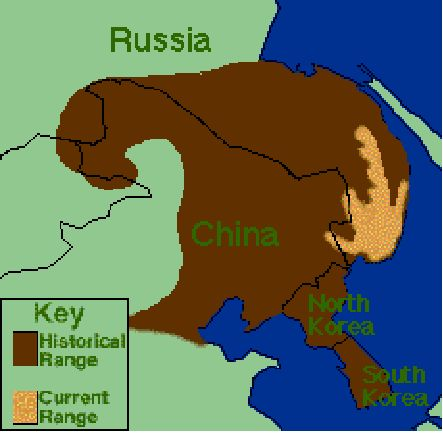 Russia
China
North
Korea
South
Korea
Key
Historical
Range
Current
Range